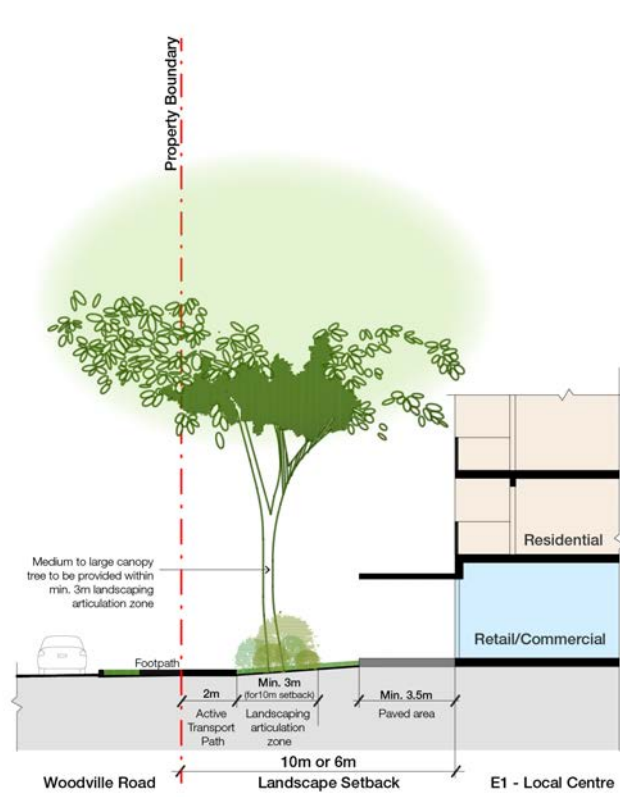 Property Boundary
Medium to large canopy
tree to be provided within
min. 3m landscaping
articulation zone
Residential
Retail/Commercial
Footpath
2m
Active
Transport
Path
Min. 3m
(for10m setback)
Landscaping
articulation
zone
Min. 3.5m
Paved area
10m or 6m
Woodville Road
Landscape Setback
E1 - Local Centre